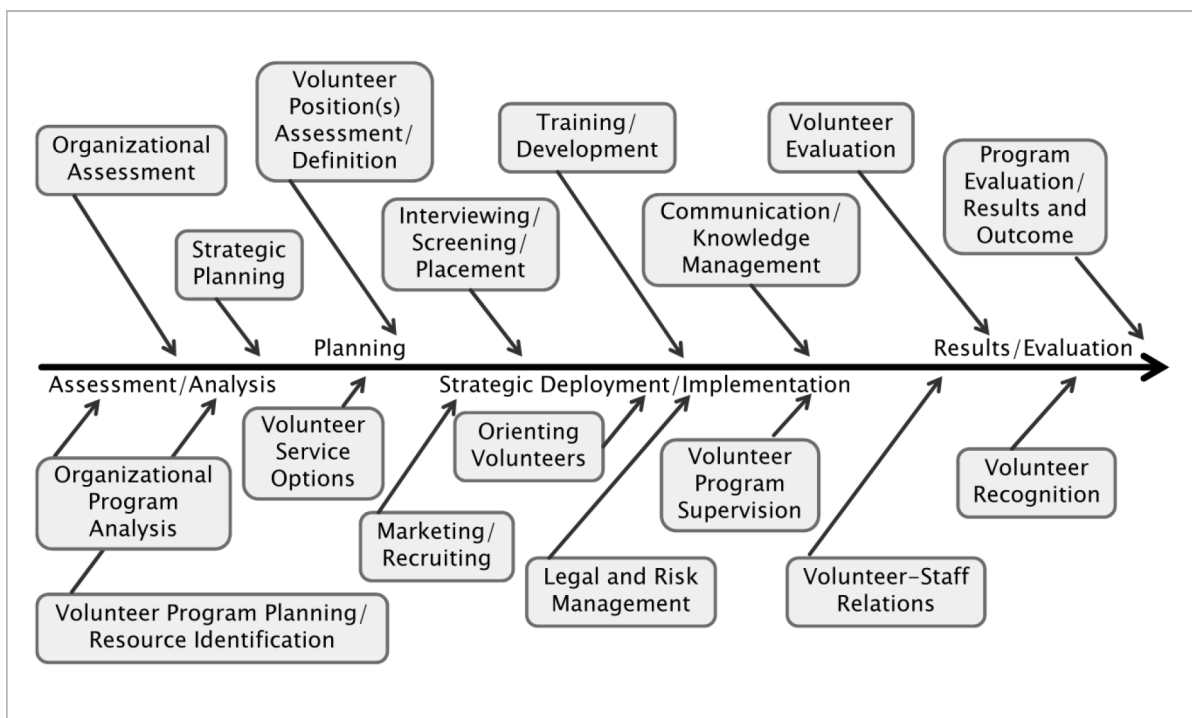 Organizational
Assessment
Strategic
Planning
Volunteer
Position(s)
Assessment/
Definition
Interviewing/
Screening/
Placement
Training/
Development
Communication/
Knowledge
Management
Volunteer
Evaluation
Program
Evaluation/
Results and
Outcome
Planning
Results/Evaluation
Assessment/Analysis
Strategic Deployment/Implementation
Organizational
Program
Analysis
Volunteer Program Planning/
Resource Identification
Volunteer
Service
Options
Marketing/
Recruiting
Orienting
Volunteers
Legal and Risk
Management
Volunteer
Program
Supervision
Volunteer–Staff
Relations
Volunteer
Recognition